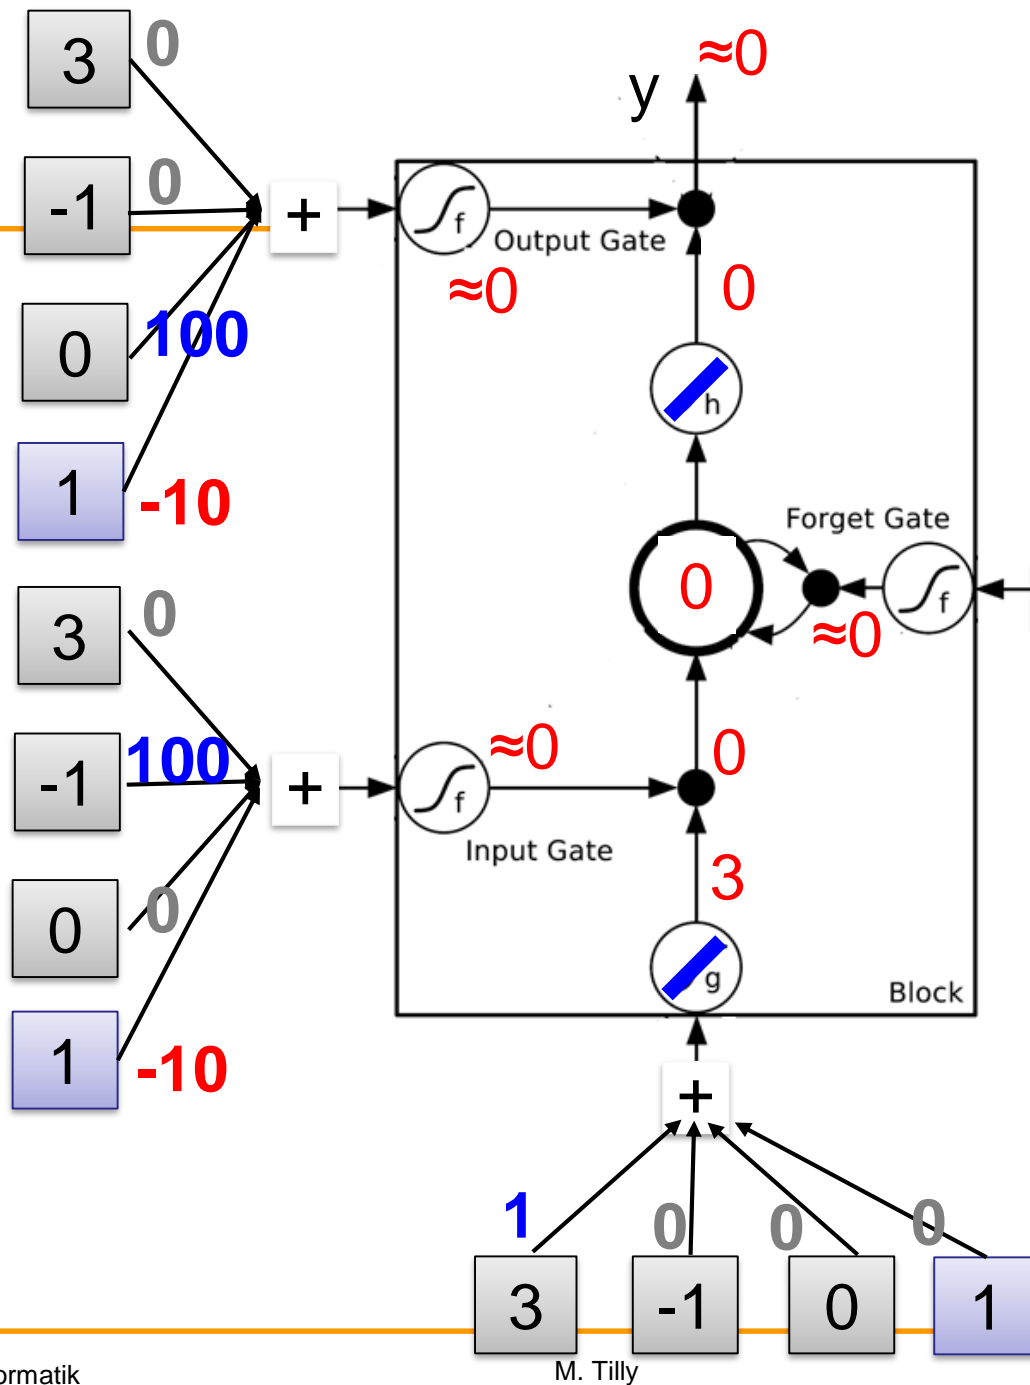 3 0
-1 0
0 100
1 -10
+
f
Output Gate
≈0
≈0
y
0
h
Forget Gate
f
≈0
0
3 0
-1 100
0 0
1 -10
+
f
≈0
Input Gate
0
3
g
Block
+
1 0 0 0
3 -1 0 1
M. Tilly